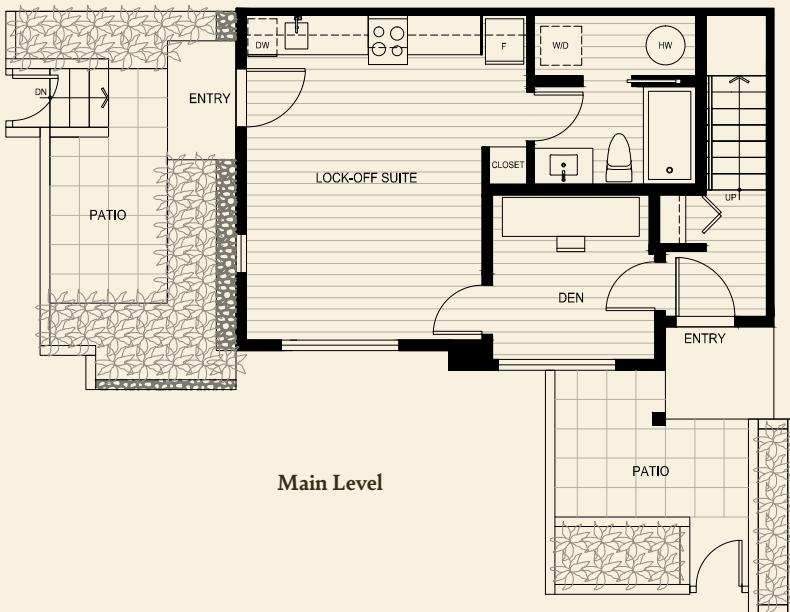 DW
F
W/D
HW
DN
ENTRY
CLOSET
LOCK-OFF SUITE
UP
PATIO
DEN
ENTRY
PATIO
Main Level